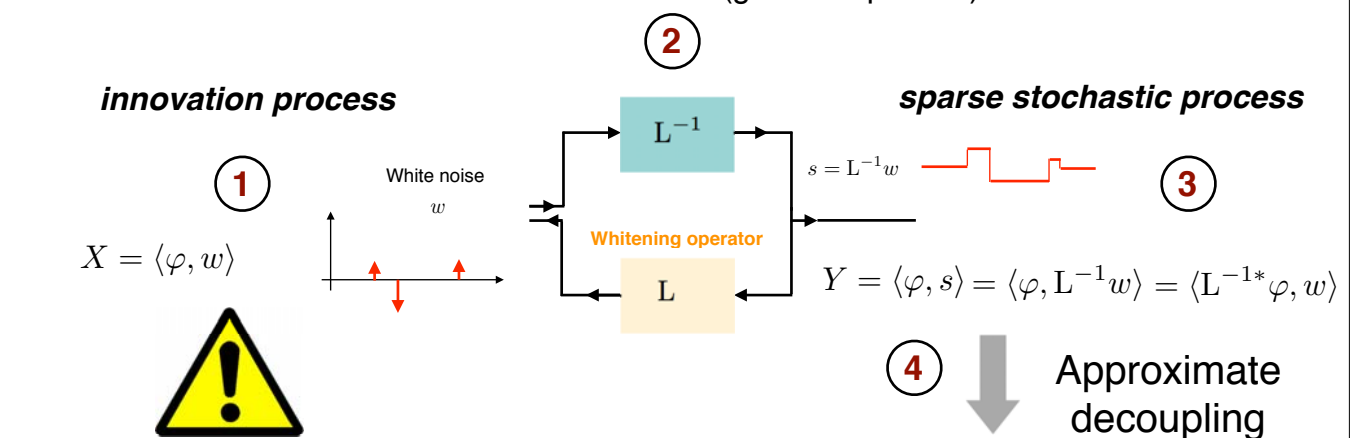 2
innovation process
sparse stochastic process
L⁻¹
1
White noise
w
s = L⁻¹w
3
Whitening operator
X = ⟨φ, w⟩
L
Y = ⟨φ, s⟩ = ⟨φ, L⁻¹w⟩ = ⟨L⁻¹*φ, w⟩
4
Approximate
decoupling